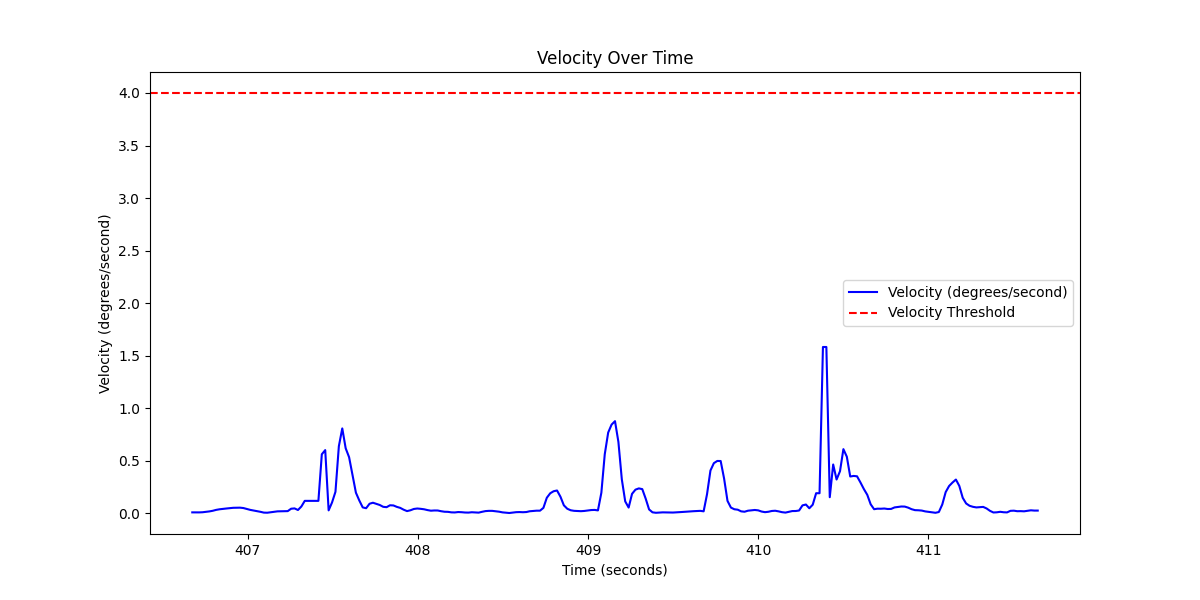 Velocity Over Time
4.0
3.5
3.0
2.5
2.0
1.5
1.0
0.5
0.0
Velocity (degrees/second)
Velocity (degrees/second)
Velocity Threshold
407
408
409
410
411
Time (seconds)